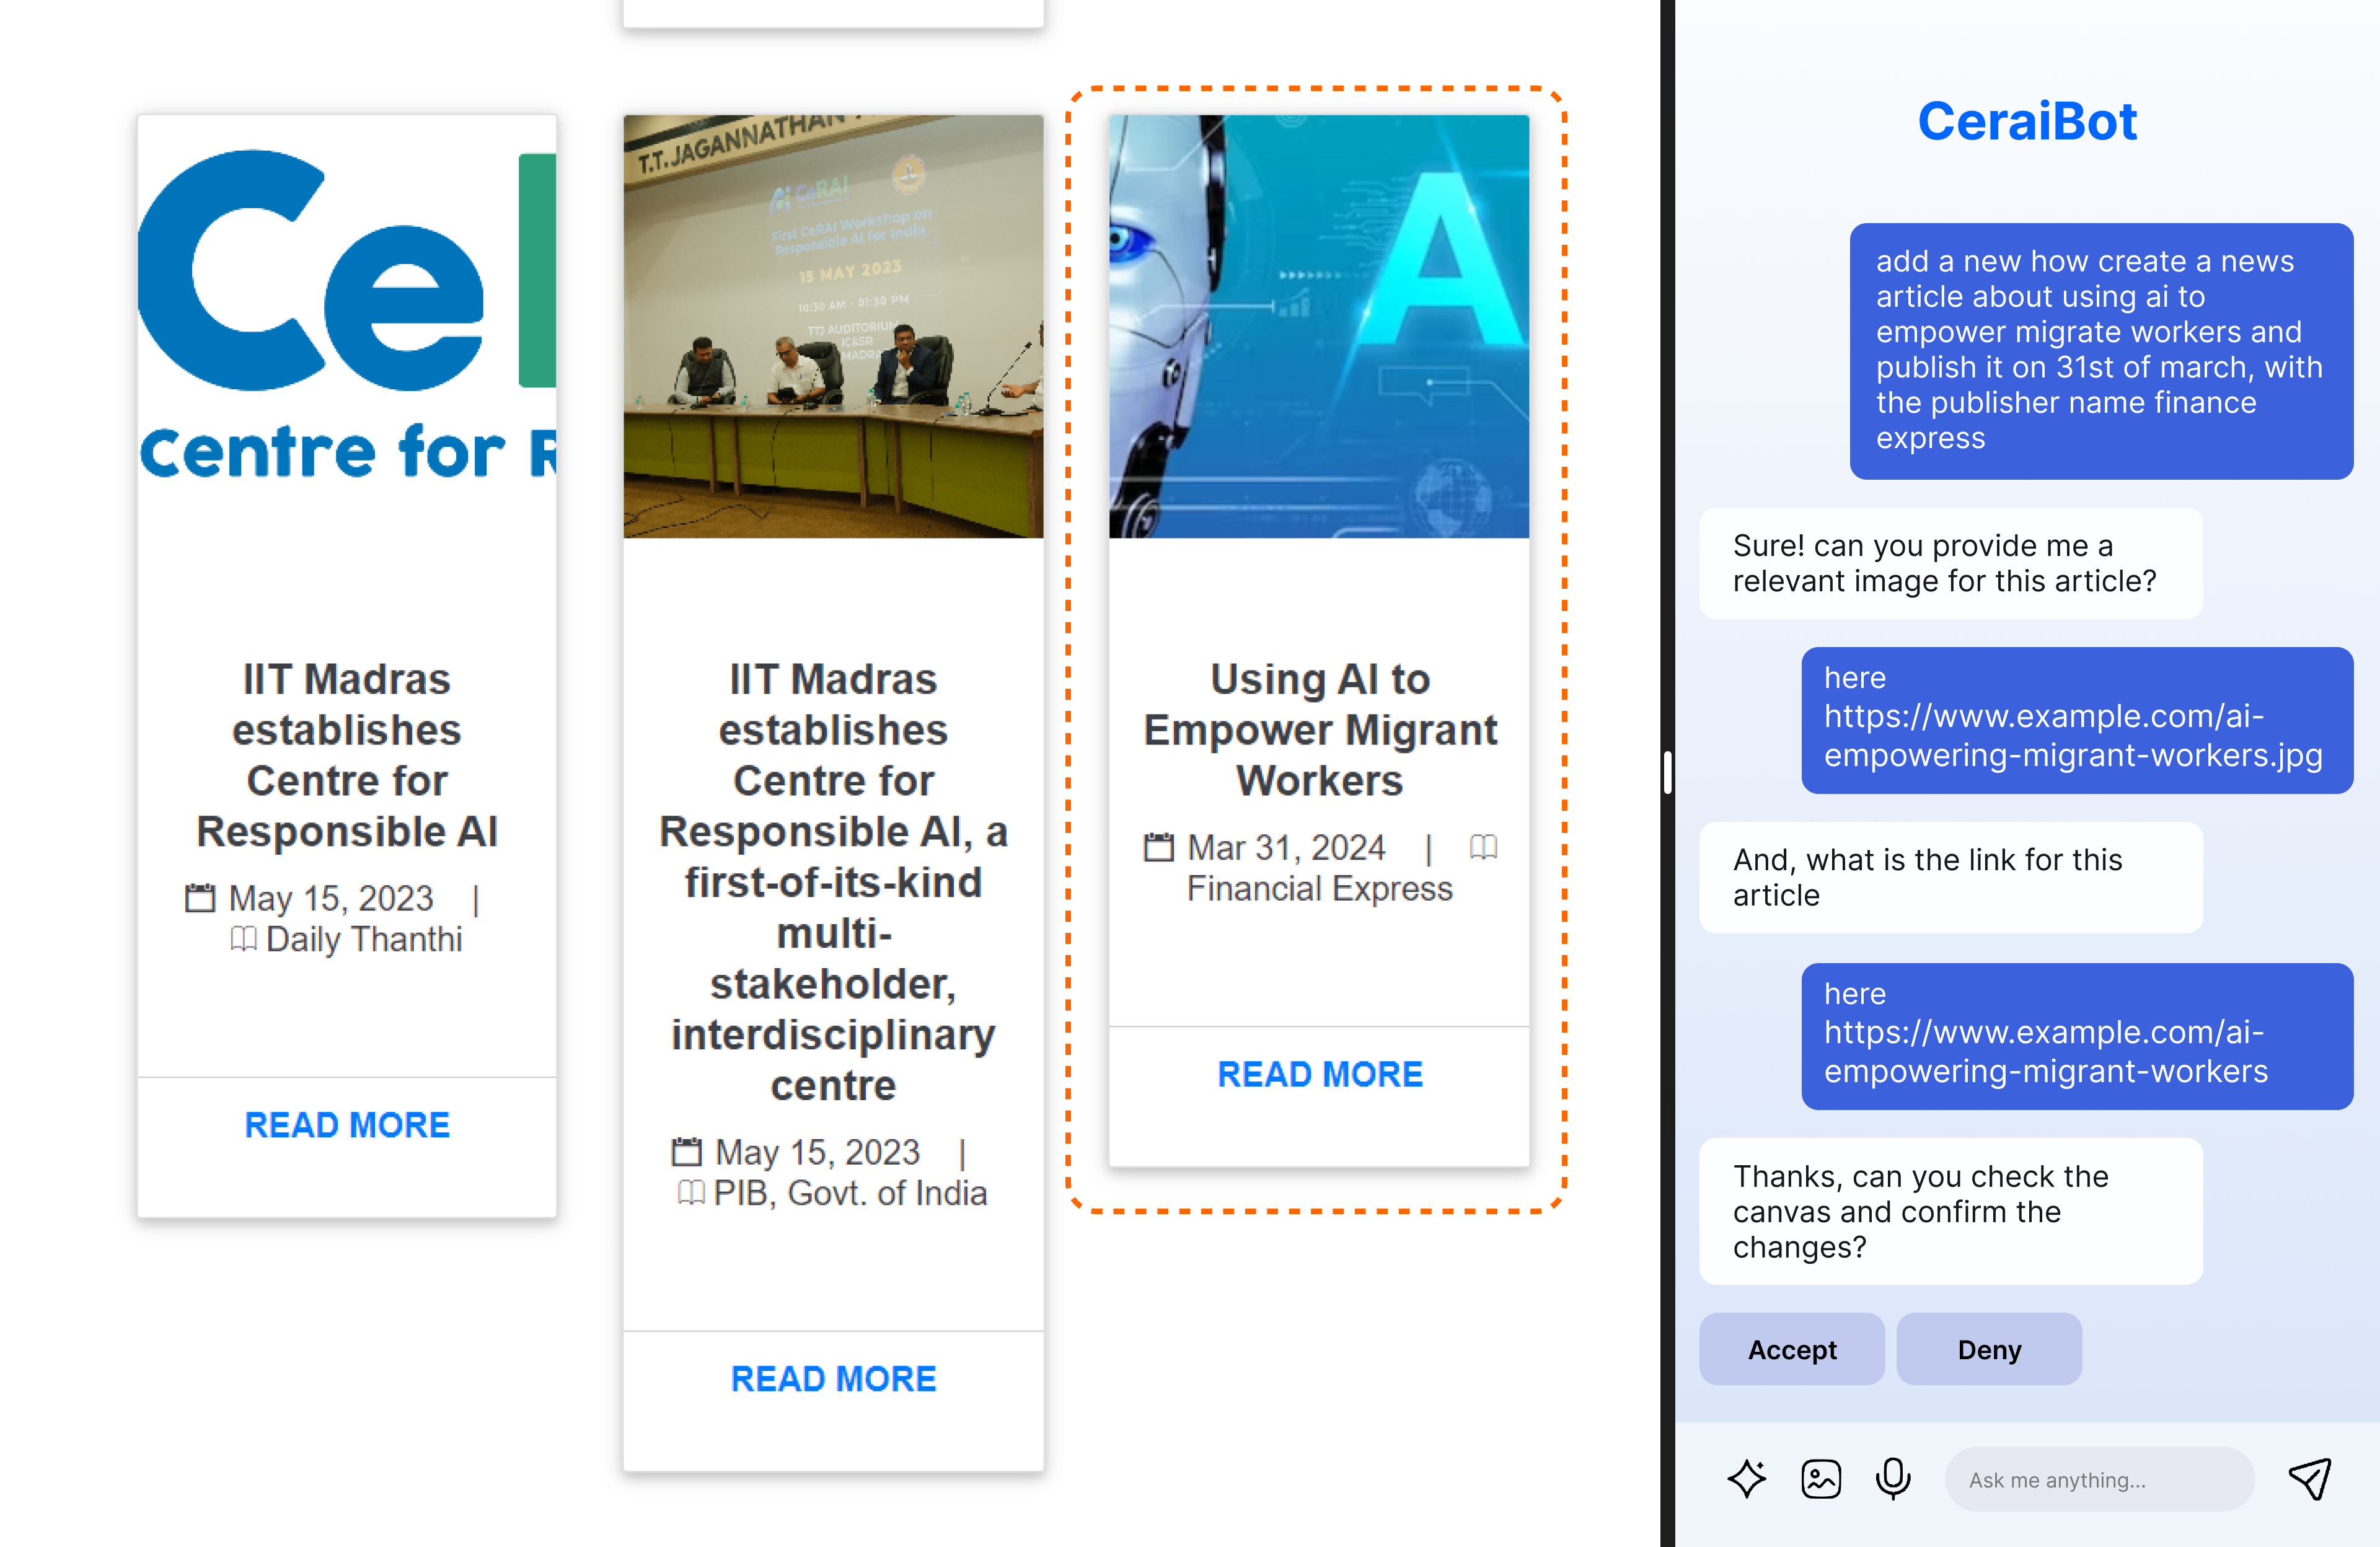 Ce
Centre for R
IIT Madras
establishes
Centre for
Responsible AI
May 15, 2023 |
Daily Thanthi
READ MORE
T.T. JAGANNATHAN
CeRAI
First CeRAI Workshop on
Responsible AI for India
15 MAY 2023
10:30 AM - 01:30 PM
TTJ AUDITORIUM
IC&SR
MADRA
IIT Madras
establishes
Centre for
Responsible AI, a
first-of-its-kind
multi-
stakeholder,
interdisciplinary
centre
May 15, 2023 |
PIB, Govt. of India
READ MORE
A
Using AI to
Empower Migrant
Workers
Mar 31, 2024 |
Financial Express
READ MORE
CeraiBot
add a new how create a news
article about using ai to
empower migrate workers and
publish it on 31st of march, with
the publisher name finance
express
Sure! can you provide me a
relevant image for this article?
here
https://www.example.com/ai-
empowering-migrant-workers.jpg
And, what is the link for this
article
here
https://www.example.com/ai-
empowering-migrant-workers
Thanks, can you check the
canvas and confirm the
changes?
Accept
Deny
Ask me anything...